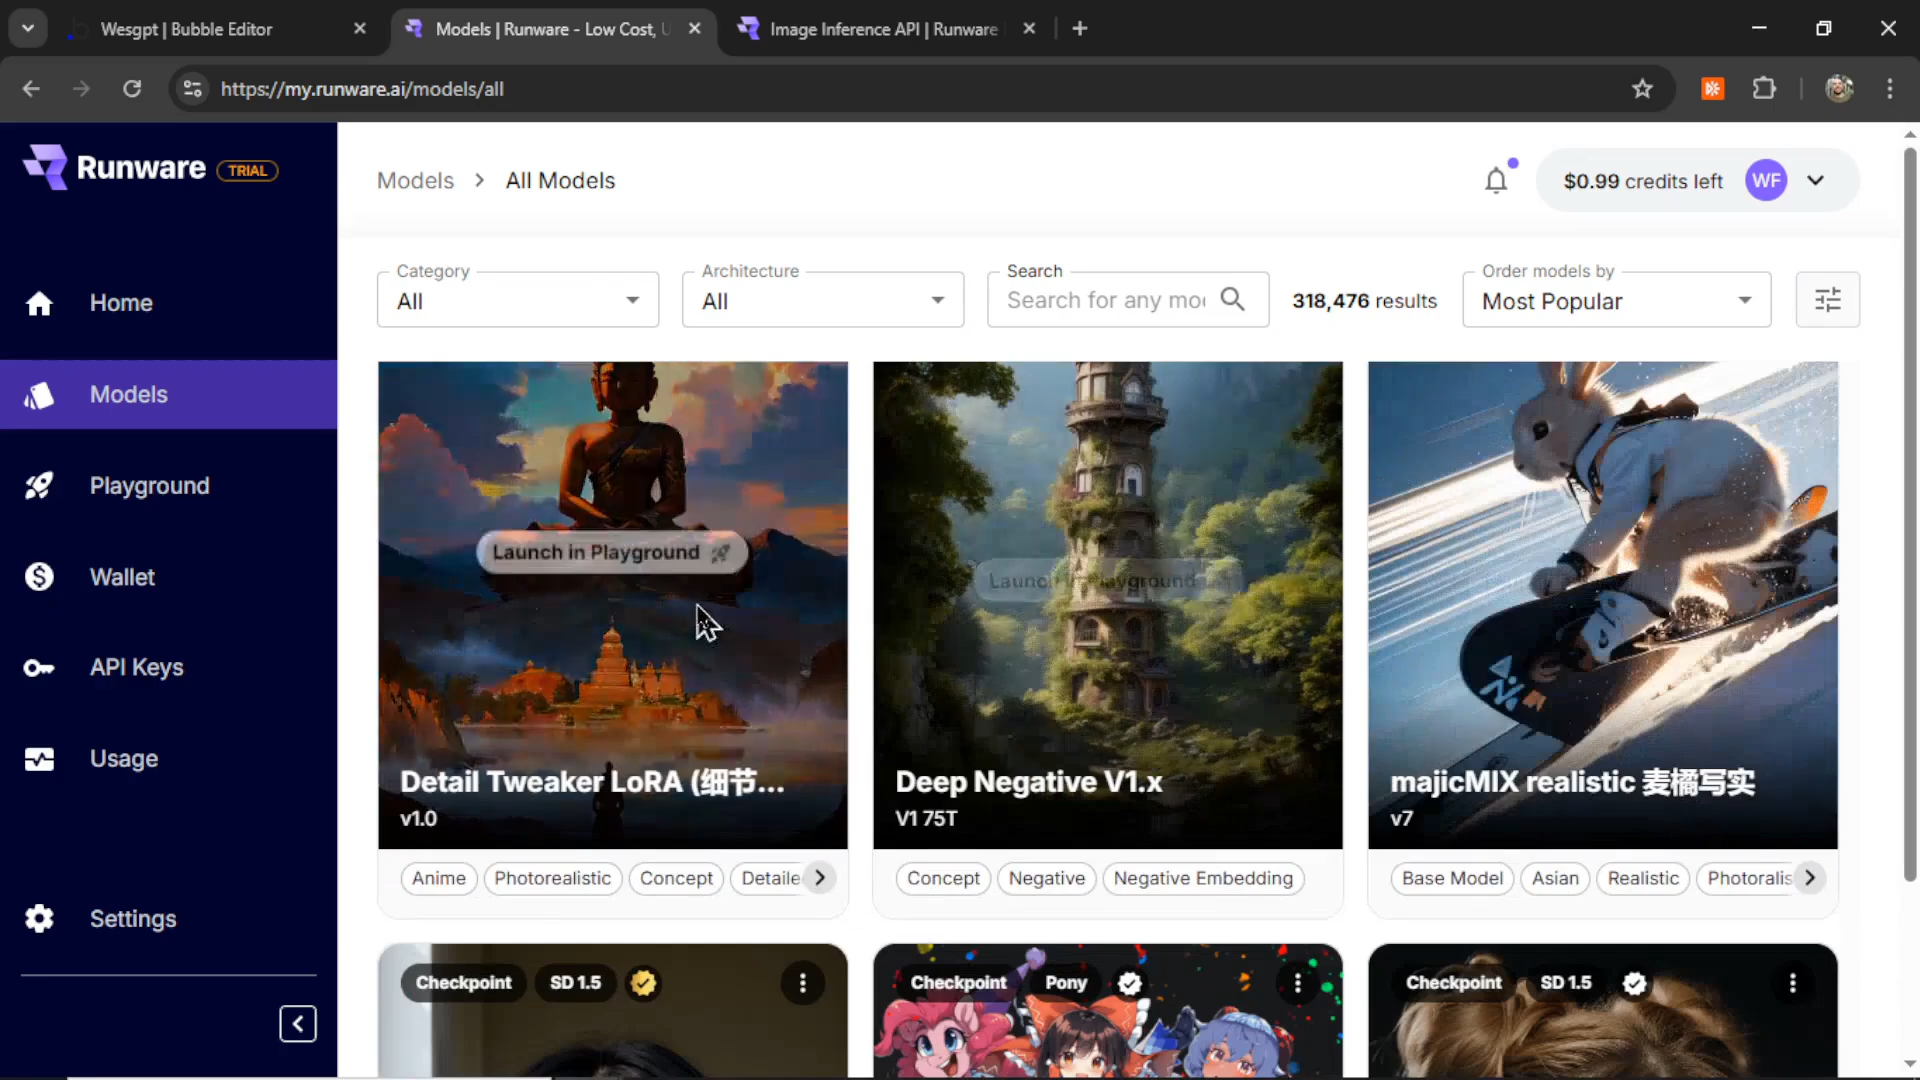 Wesgpt | Bubble Editor
Models | Runware - Low Cost, U
Image Inference API | Runware
https://my.runware.ai/models/all
Runware TRIAL
Home
Models
Playground
Wallet
API Keys
Usage
Settings
Models > All Models
$0.99 credits left WF
Category
All
Architecture
All
Search
Search for any mo
318,476 results
Order models by
Most Popular
Launch in Playground
Detail Tweaker LoRA (细节...
v1.0
Anime Photorealistic Concept Detaile
Launch in Playground
Deep Negative V1.x
V1 75T
Concept Negative Negative Embedding
majicMIX realistic 麦橘写实
v7
Base Model Asian Realistic Photoralis
Checkpoint SD 1.5
Checkpoint Pony
Checkpoint SD 1.5